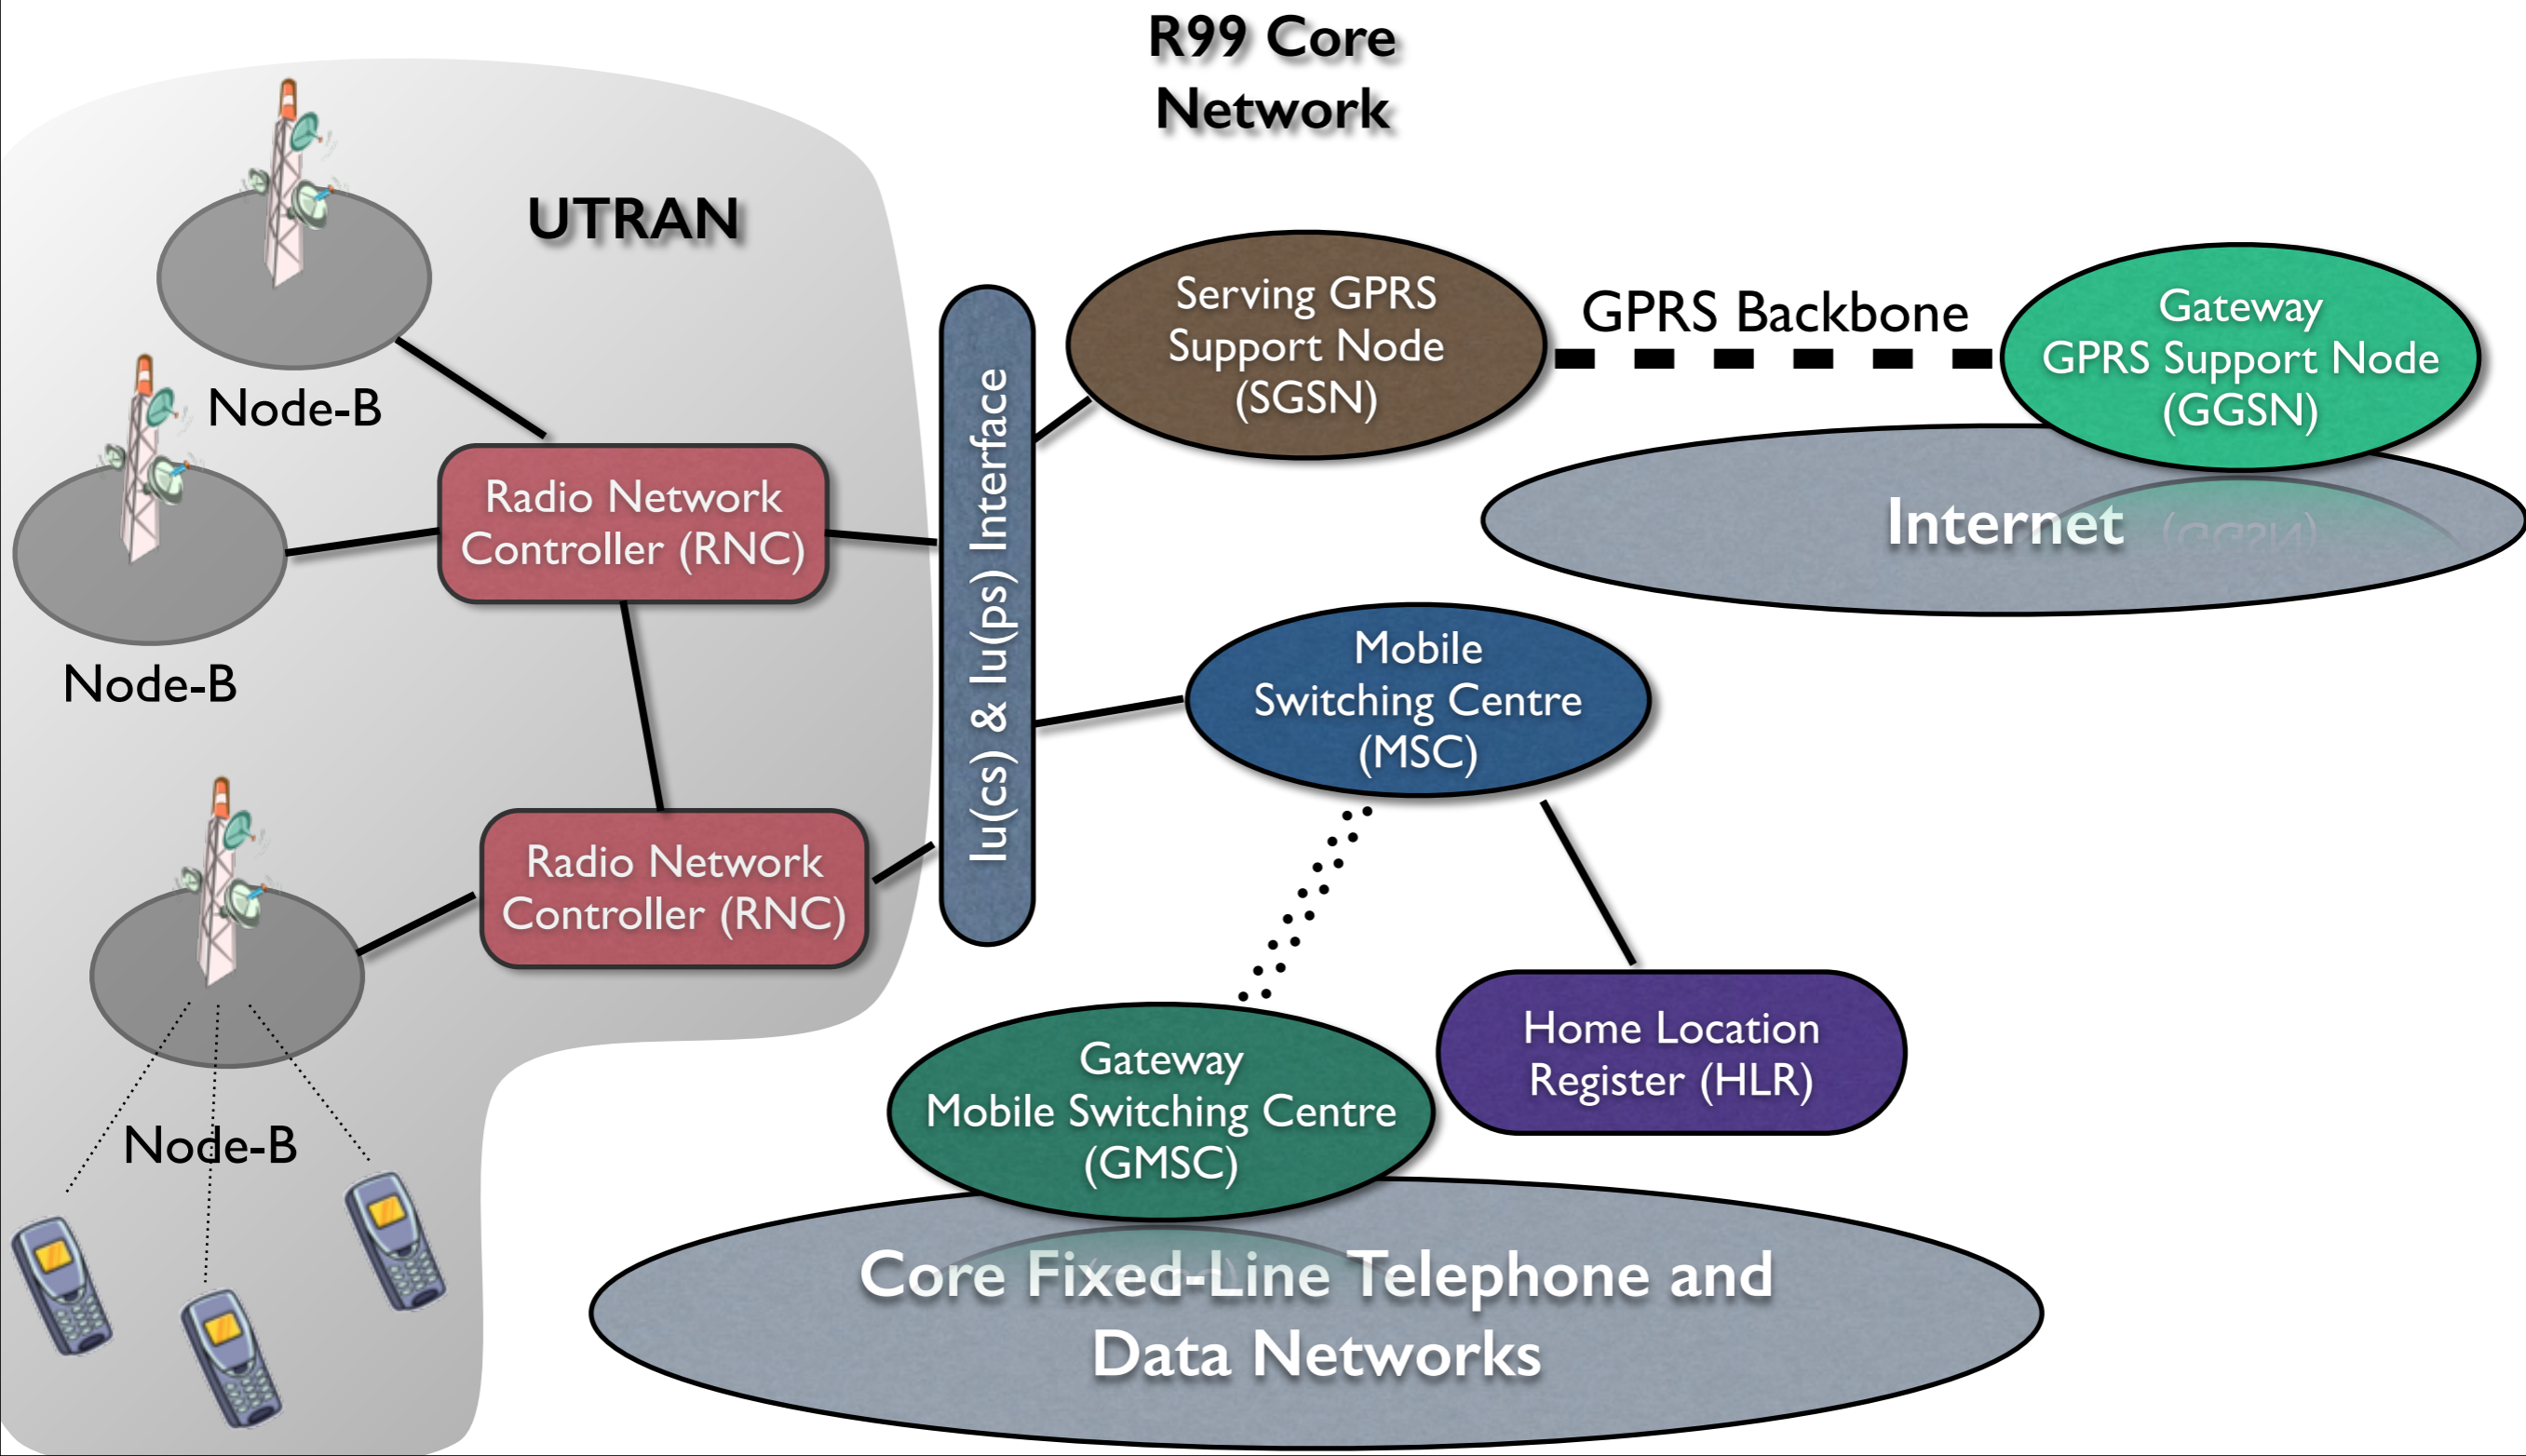 R99 Core
Network
UTRAN
Node-B
Node-B
Node-B
Radio Network
Controller (RNC)
Radio Network
Controller (RNC)
Iu(cs) & Iu(ps) Interface
Serving GPRS
Support Node
(SGSN)
GPRS Backbone
Gateway
GPRS Support Node
(GGSN)
Internet
Mobile
Switching Centre
(MSC)
Gateway
Mobile Switching Centre
(GMSC)
Home Location
Register (HLR)
Core Fixed-Line Telephone and
Data Networks